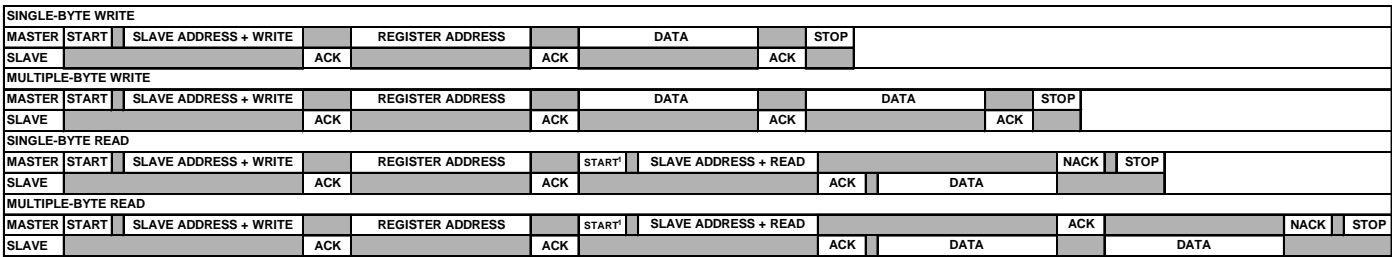 SINGLE-BYTE WRITE
MASTER START SLAVE ADDRESS + WRITE REGISTER ADDRESS DATA STOP
SLAVE ACK ACK ACK
MULTIPLE-BYTE WRITE
MASTER START SLAVE ADDRESS + WRITE REGISTER ADDRESS DATA DATA STOP
SLAVE ACK ACK ACK ACK
SINGLE-BYTE READ
MASTER START SLAVE ADDRESS + WRITE REGISTER ADDRESS START¹ SLAVE ADDRESS + READ NACK STOP
SLAVE ACK ACK ACK DATA
MULTIPLE-BYTE READ
MASTER START SLAVE ADDRESS + WRITE REGISTER ADDRESS START¹ SLAVE ADDRESS + READ ACK NACK STOP
SLAVE ACK ACK ACK DATA DATA